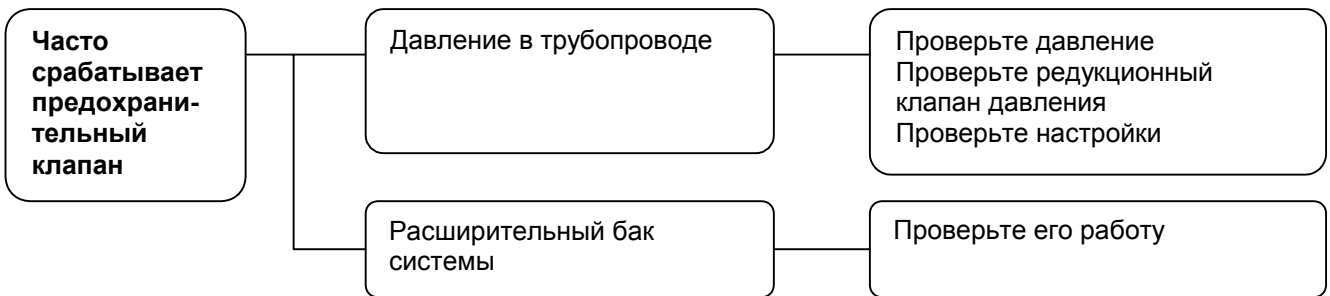 Часто
срабатывает
предохрани-
тельный
клапан
Давление в трубопроводе
Проверьте давление
Проверьте редукционный
клапан давления
Проверьте настройки
Расширительный бак
системы
Проверьте его работу